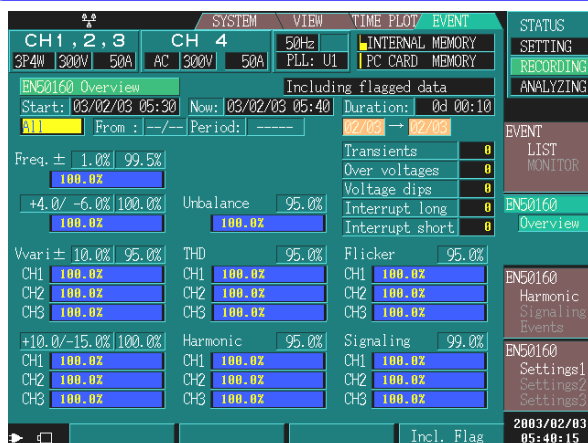 SYSTEM VIEW TIME PLOT EVENT
STATUS
CH1,2,3 CH 4 50Hz INTERNAL MEMORY
SETTING
3P4W 300V 50A AC 300V 50A PLL: U1 PC CARD MEMORY
RECORDING
EN50160 Overview Including flagged data
ANALYZING
Start: 03/02/03 05:30 Now: 03/02/03 05:40 Duration: 0d 00:10
All From : --/-- Period: ----- 02/03 → 02/03
EVENT
LIST
MONITOR
Freq. ± 1.0% 99.5%
100.0%
+4.0/ -6.0% 100.0%
100.0%
Unbalance 95.0%
100.0%
Transients 0
Over voltages 0
Voltage dips 0
Interrupt long 0
Interrupt short 0
EN50160
Overview
Vvari± 10.0% 95.0% THD 95.0% Flicker 95.0%
CH1 100.0% CH1 100.0% CH1 100.0%
CH2 100.0% CH2 100.0% CH2 100.0%
CH3 100.0% CH3 100.0% CH3 100.0%
EN50160
Harmonic
Signaling
Events
+10.0/-15.0% 100.0% Harmonic 95.0% Signaling 99.0%
CH1 100.0% CH1 100.0% CH1 100.0%
CH2 100.0% CH2 100.0% CH2 100.0%
CH3 100.0% CH3 100.0% CH3 100.0%
EN50160
Settings1
Settings2
Settings3
Incl. Flag
2003/02/03
05:40:15